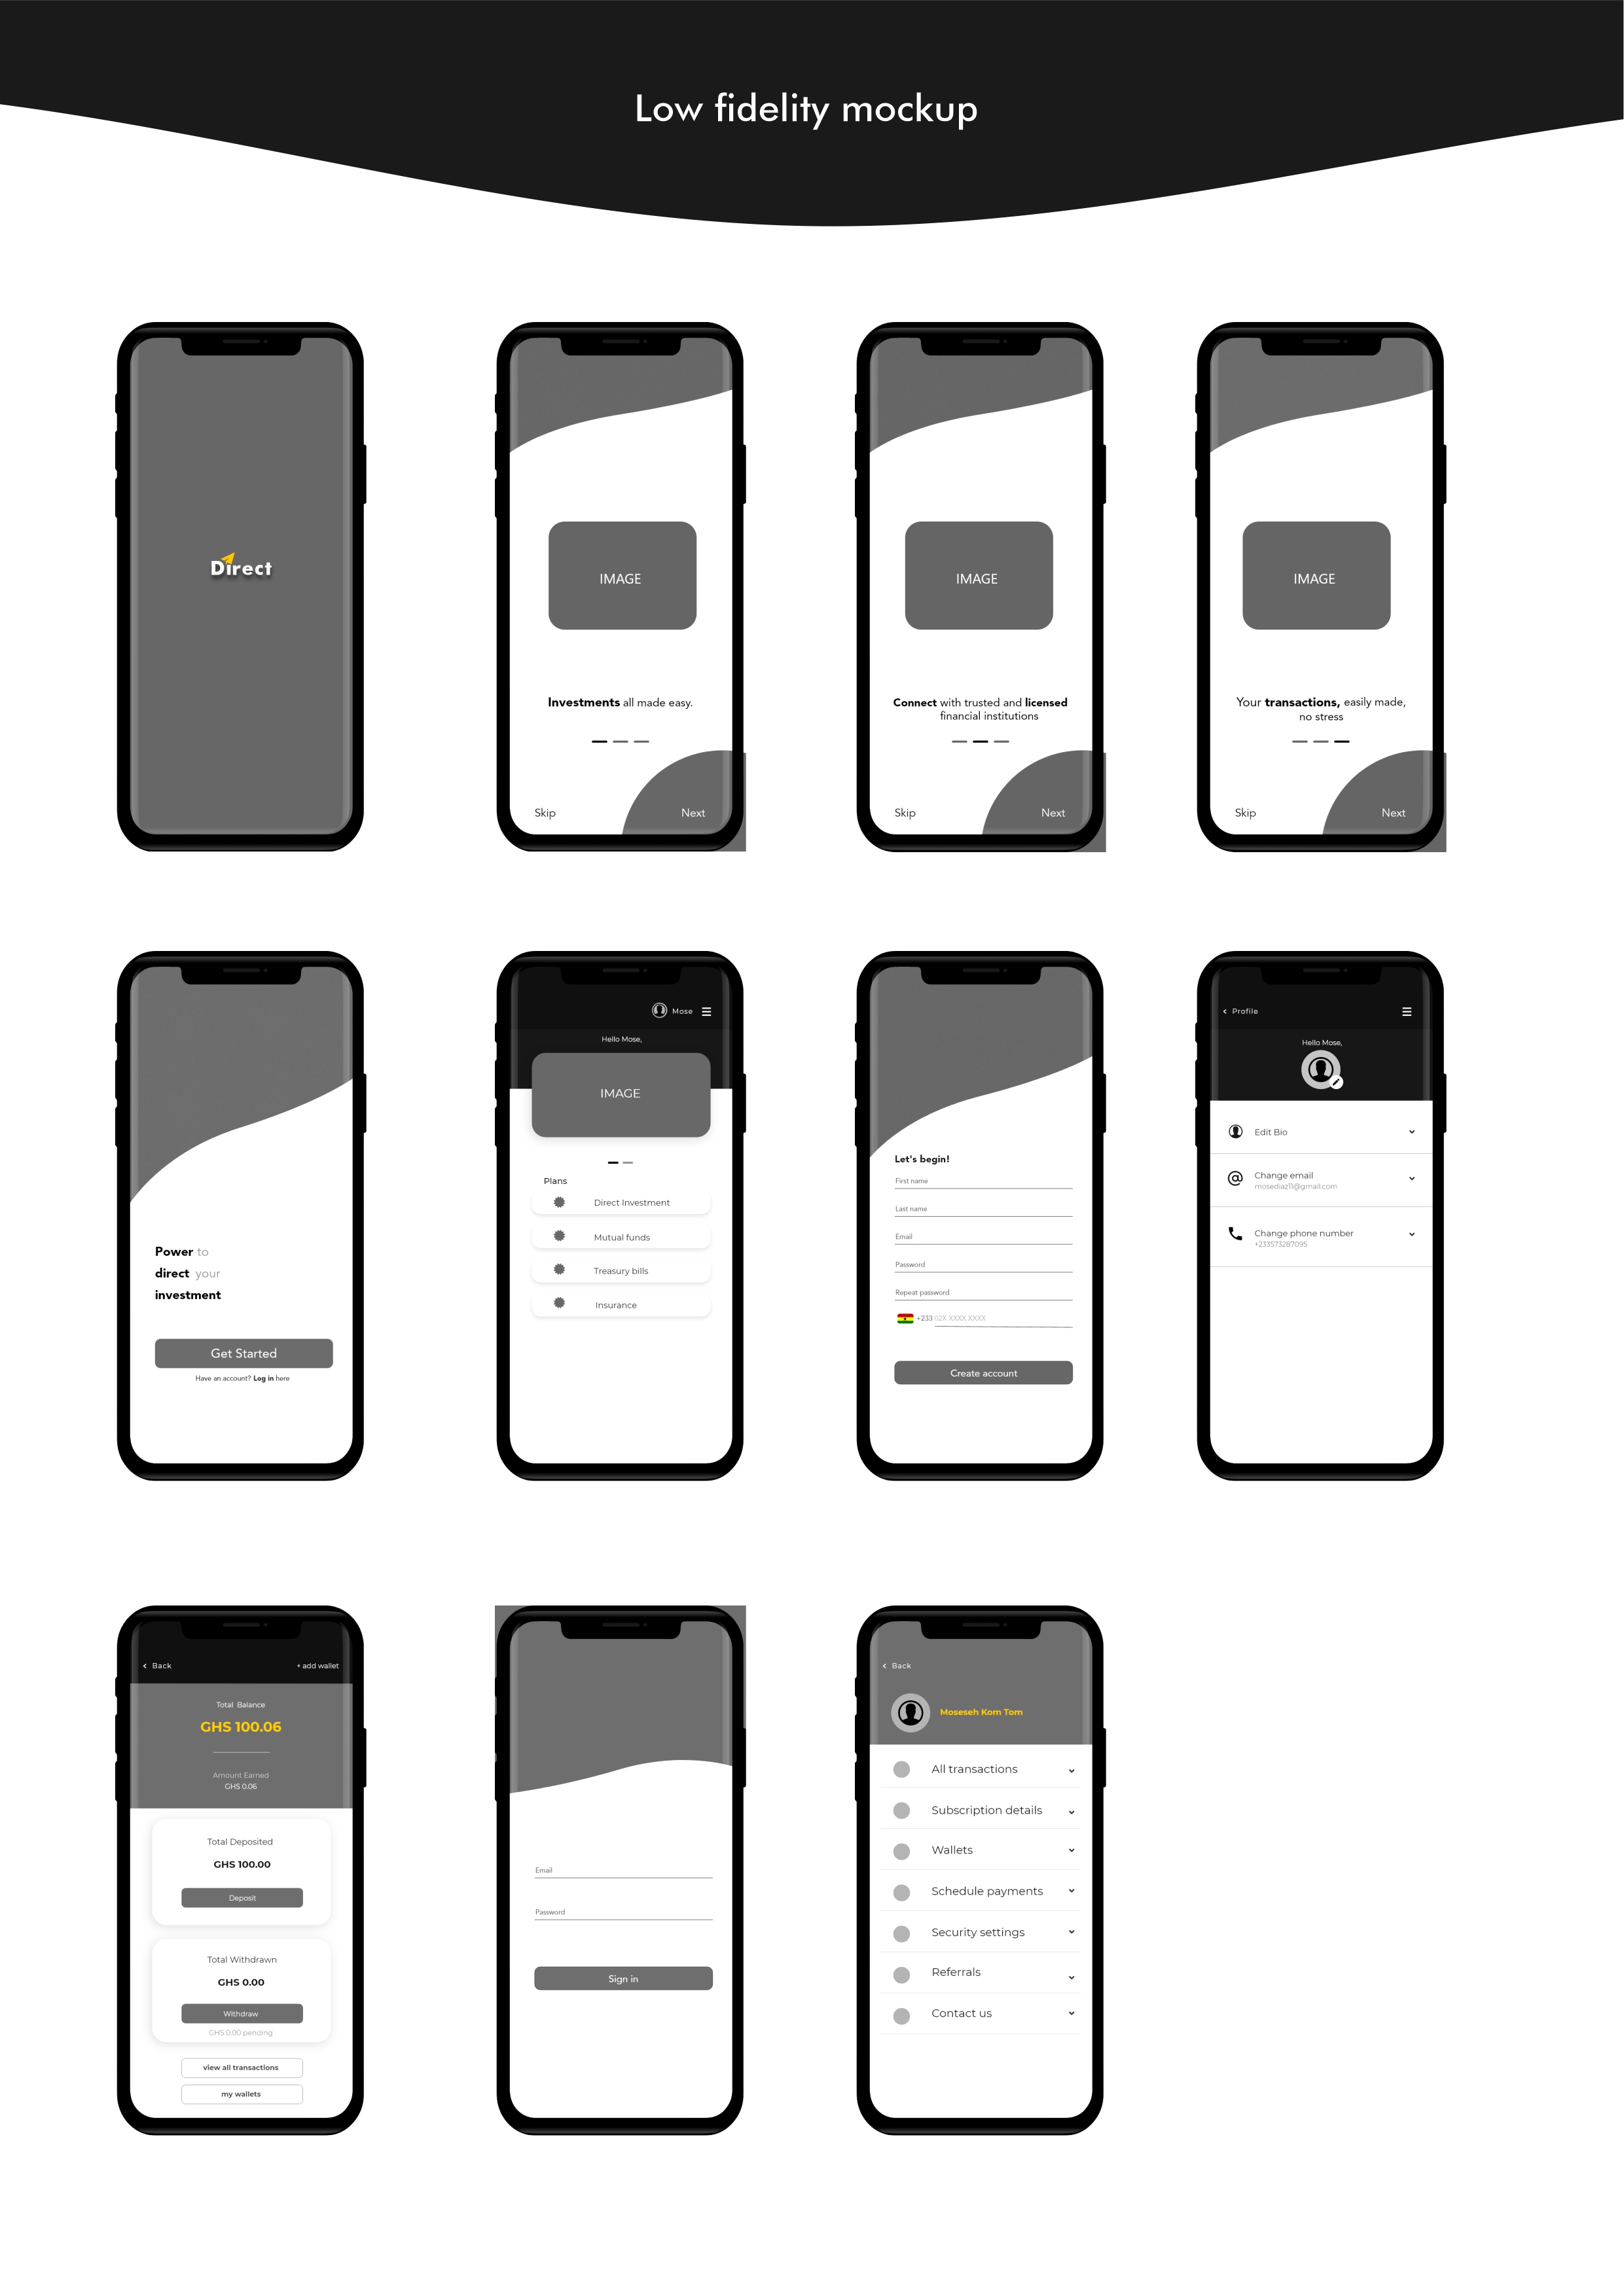 Low fidelity mockup
Direct
IMAGE
Investments all made easy.
Skip
Next
IMAGE
Connect with trusted and licensed
financial institutions
Skip
Next
IMAGE
Your transactions, easily made,
no stress
Skip
Next
Power to
direct your
investment
Get Started
Have an account? Log in here
Mose
Hello Mose,
IMAGE
Plans
Direct Investment
Mutual funds
Treasury bills
Insurance
Let's begin!
First name
Last name
Email
Password
Repeat password
+233 02X XXXX XXXX
Create account
< Profile
Hello Mose,
Edit Bio
Change email
mosediaz11@gmail.com
Change phone number
+233573287095
< Back
+ add wallet
Total Balance
GHS 100.06
Amount Earned
GHS 0.06
Total Deposited
GHS 100.00
Deposit
Total Withdrawn
GHS 0.00
Withdraw
GHS 0.00 pending
view all transactions
my wallets
Email
Password
Sign in
< Back
Moseseh Kom Tom
All transactions
Subscription details
Wallets
Schedule payments
Security settings
Referrals
Contact us